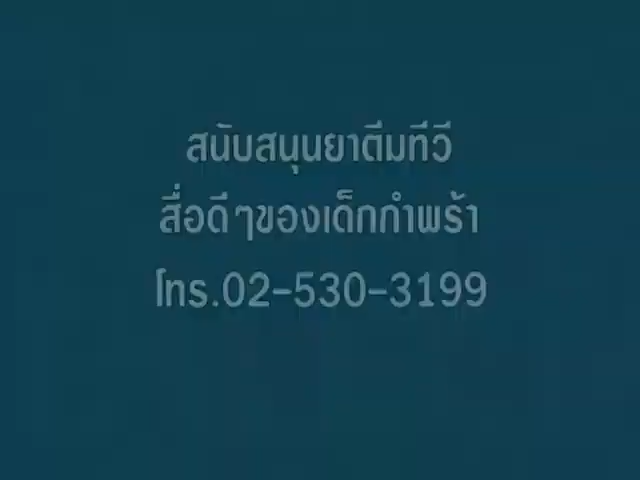 สนับสนุนยาตีมทีวี
สื่อดีๆของเด็กกำพร้า
โทร.02-530-3199